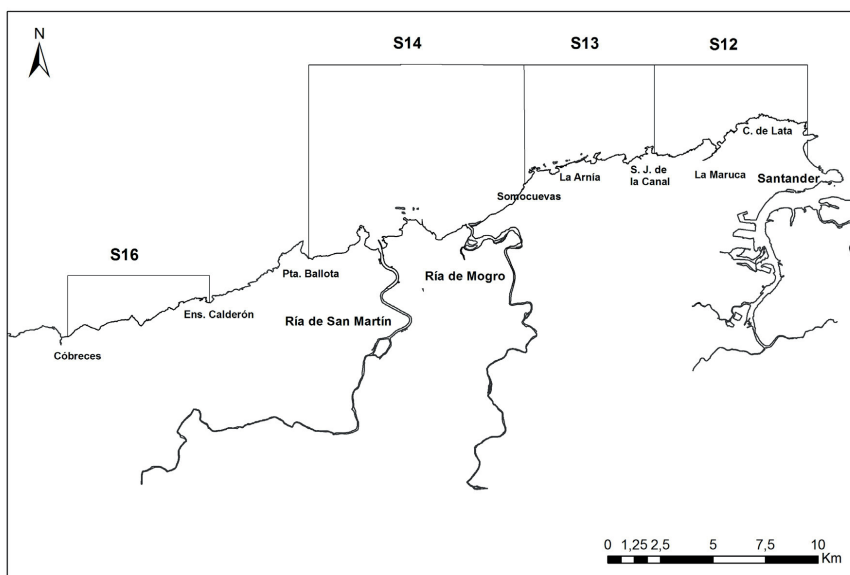 S14
S13
S12
N
C. de Lata
La Arnía
S. J. de
la Canal
La Maruca
Santander
Somocuevas
S16
Pta. Ballota
Ría de Mogro
Ens. Calderón
Ría de San Martín
Cóbreces
0 1,25 2,5 5 7,5 10
Km